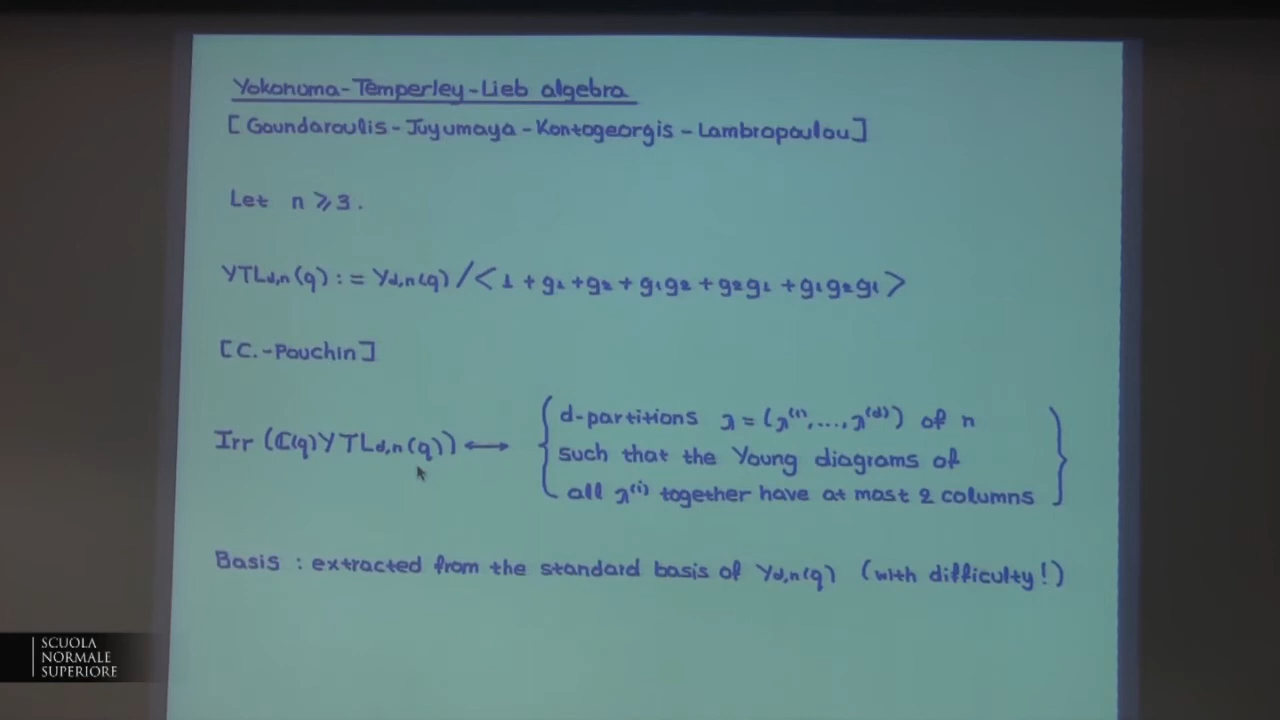 Yokonuma-Temperley-Lieb algebra
[Goundaroulis-Juyumaya-Kontogeorgis-Lambropoulou]
Let n ≥ 3.
YTLd,n(q) := Yd,n(q) / < 1 + g1 + g2 + g1g2 + g2g1 + g1g2g1 >
[C.-Pouchin]
Irr (ℂ(q)YTLd,n(q)) ⟷ { d-partitions λ = (λ^(1), ..., λ^(d)) of n
such that the Young diagrams of
all λ^(i) together have at most 2 columns }
Basis : extracted from the standard basis of Yd,n(q) (with difficulty!)
SCUOLA
NORMALE
SUPERIORE